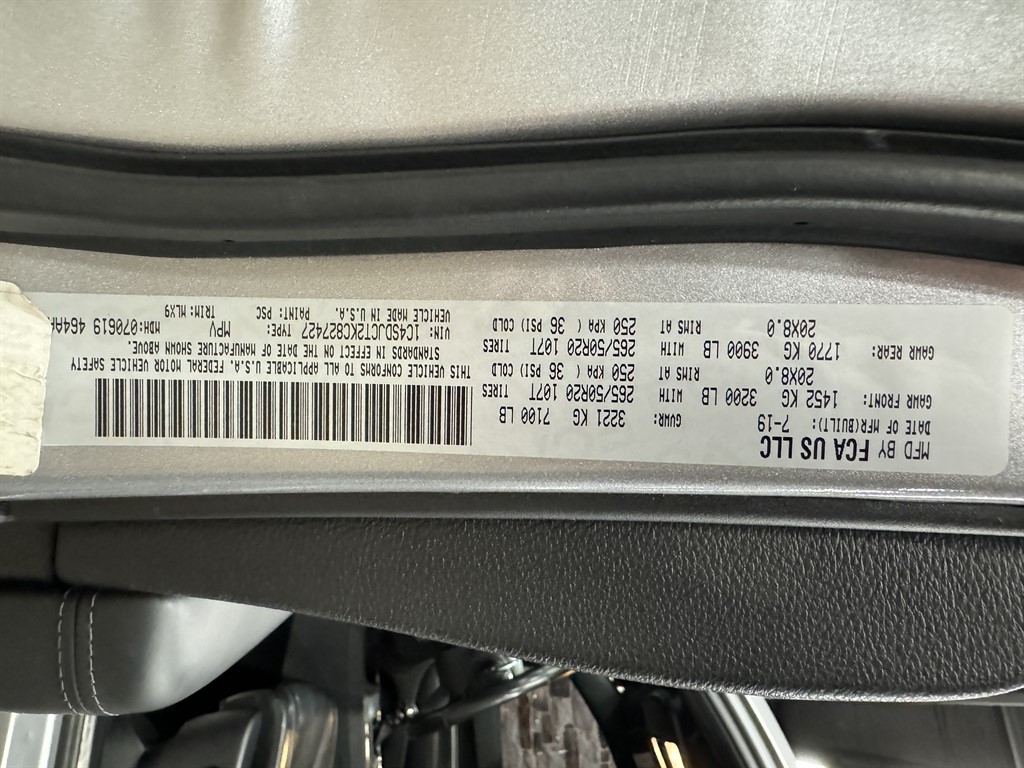 MFD BY FCA US LLC
DATE OF MFR(BUILT): 7-19 GVWR: 3221 KG 7100 LB
GAWR FRONT: 1452 KG 3200 LB WITH 265/50R20 107T TIRES
20X8.0 RIMS AT 250 KPA ( 36 PSI) COLD
GAWR REAR: 1770 KG 3900 LB WITH 265/50R20 107T TIRES
20X8.0 RIMS AT 250 KPA ( 36 PSI) COLD
THIS VEHICLE CONFORMS TO ALL APPLICABLE U.S.A. FEDERAL MOTOR VEHICLE SAFETY
STANDARDS IN EFFECT ON THE DATE OF MANUFACTURE SHOWN ABOVE.
VIN: 1C4SDJCT2KC827427 TYPE: MPV MDH:070619 464AH
VEHICLE MADE IN U.S.A. PAINT: PSC TRIM: MLX9